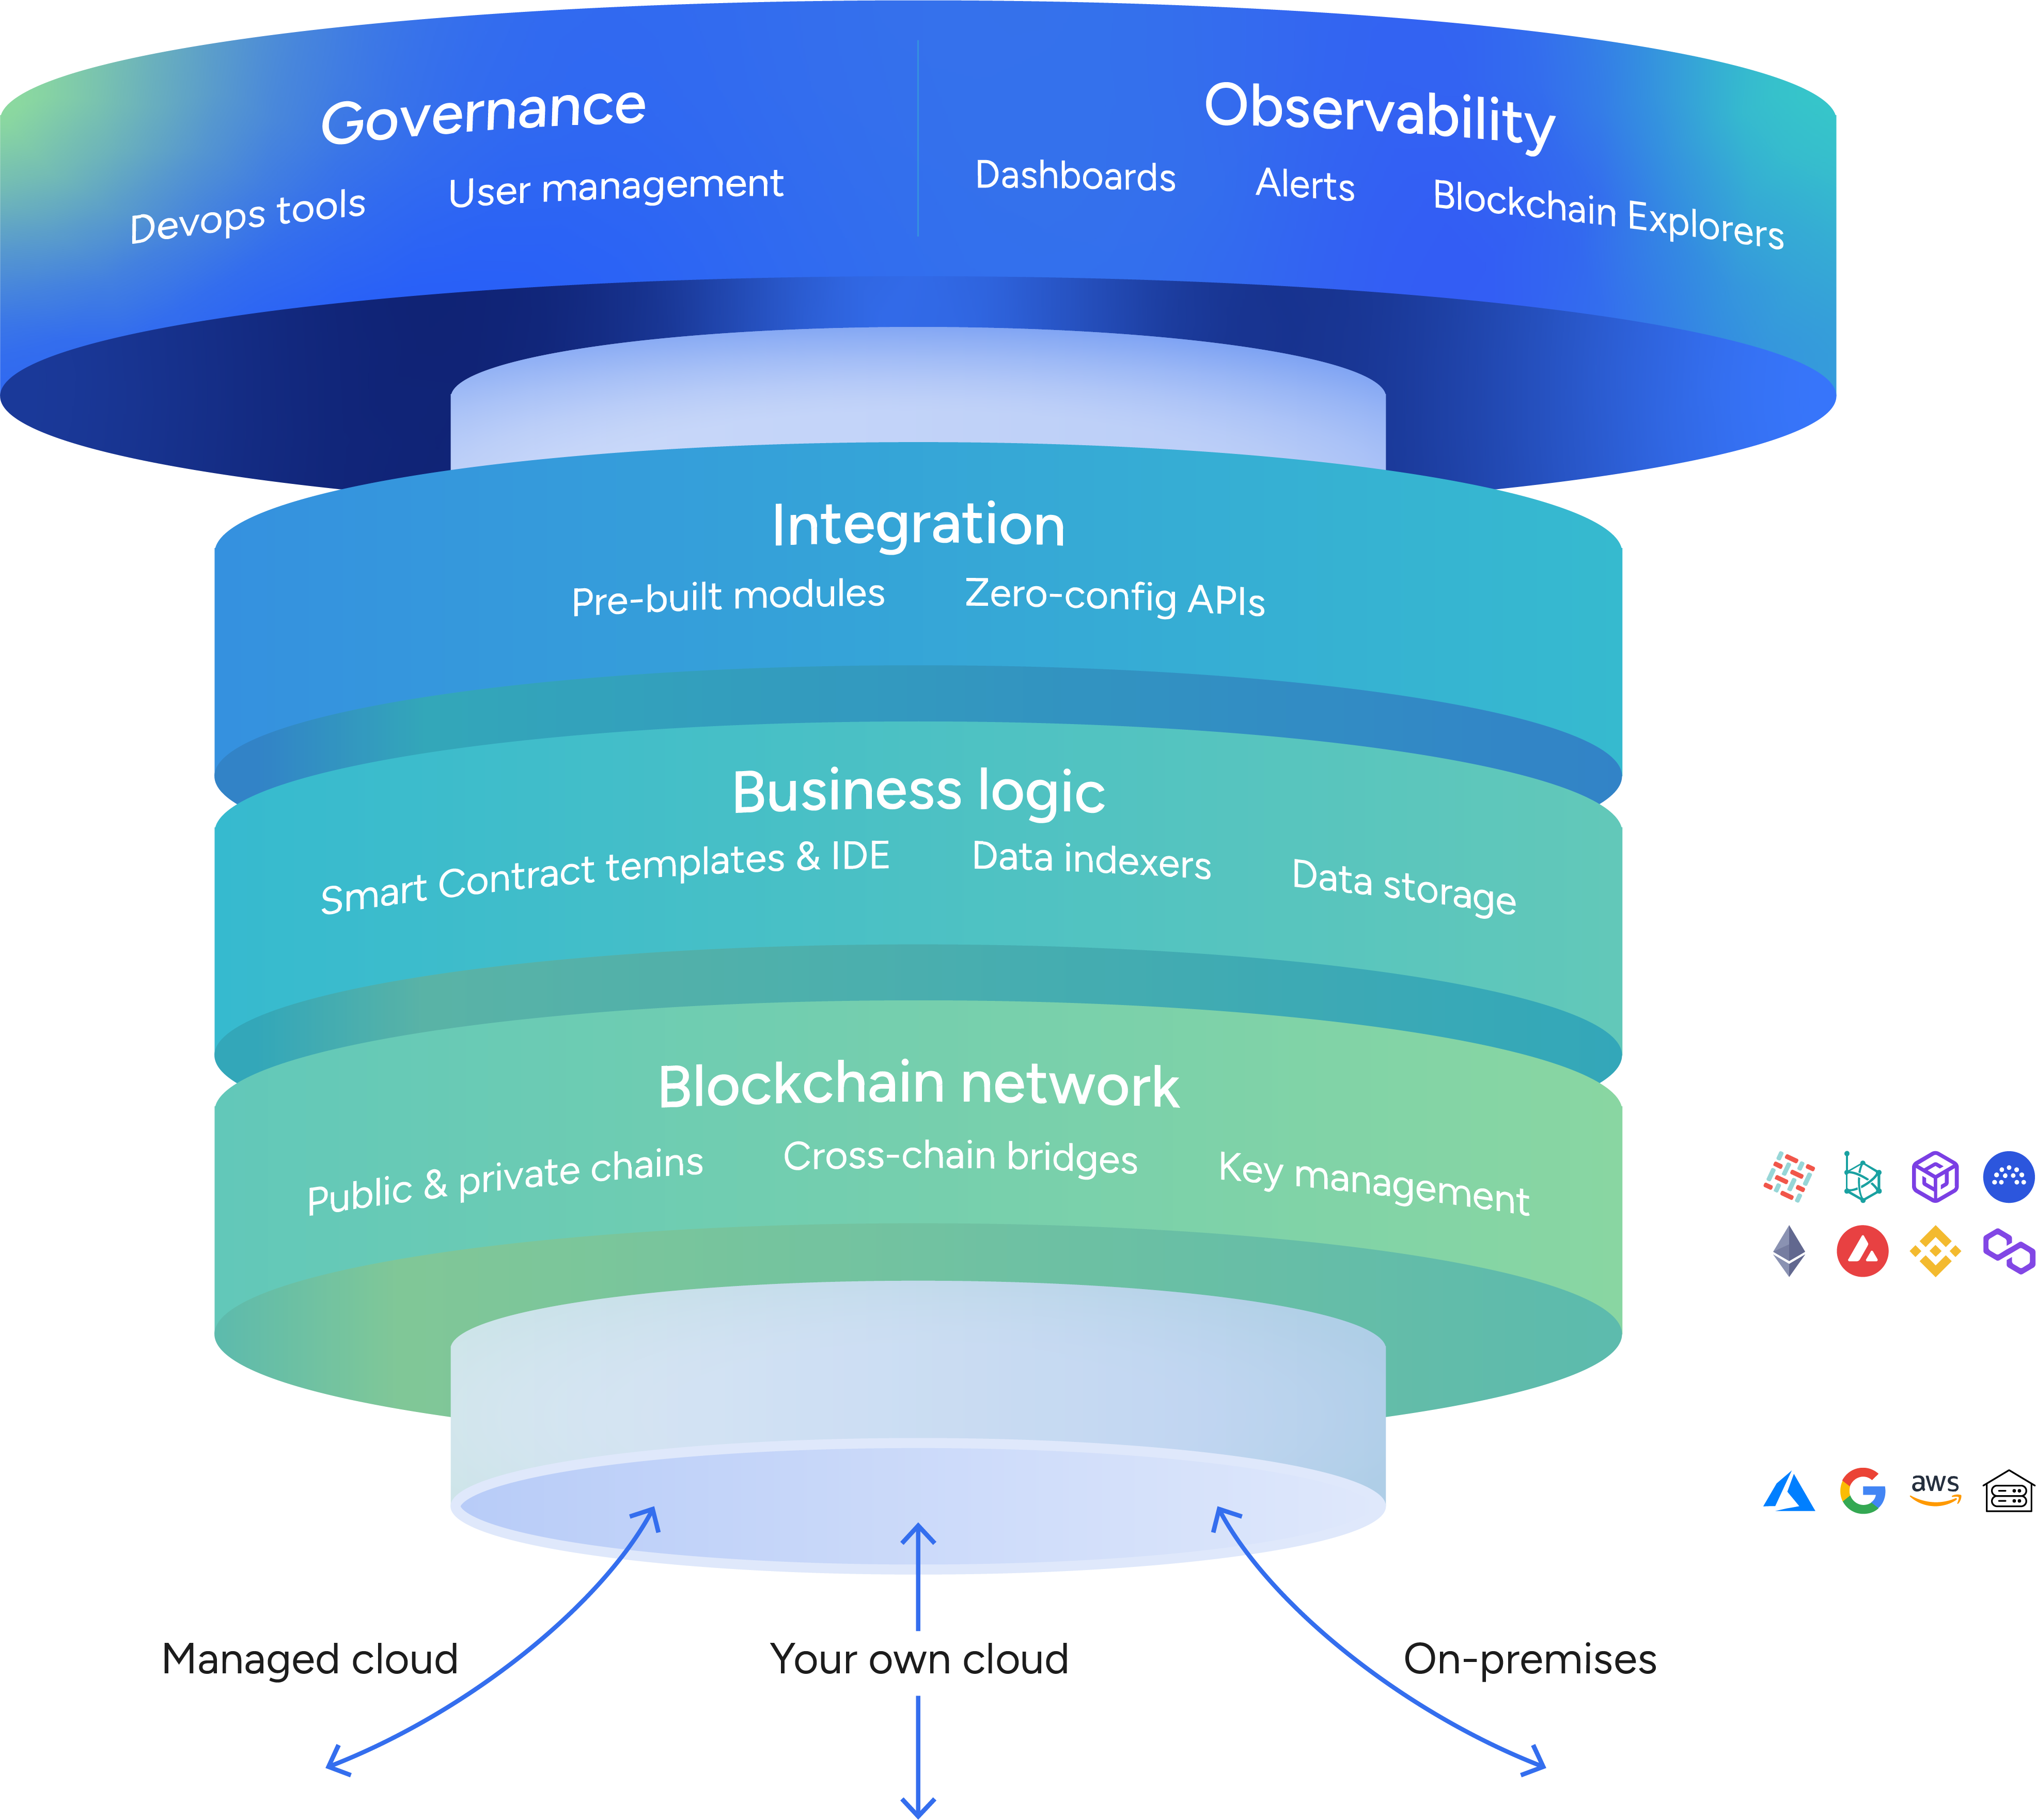 Governance
Observability
Devops tools
User management
Dashboards
Alerts
Blockchain Explorers
Integration
Pre-built modules
Zero-config APIs
Business logic
Smart Contract templates & IDE
Data indexers
Data storage
Blockchain network
Public & private chains
Cross-chain bridges
Key management
aws
Managed cloud
Your own cloud
On-premises